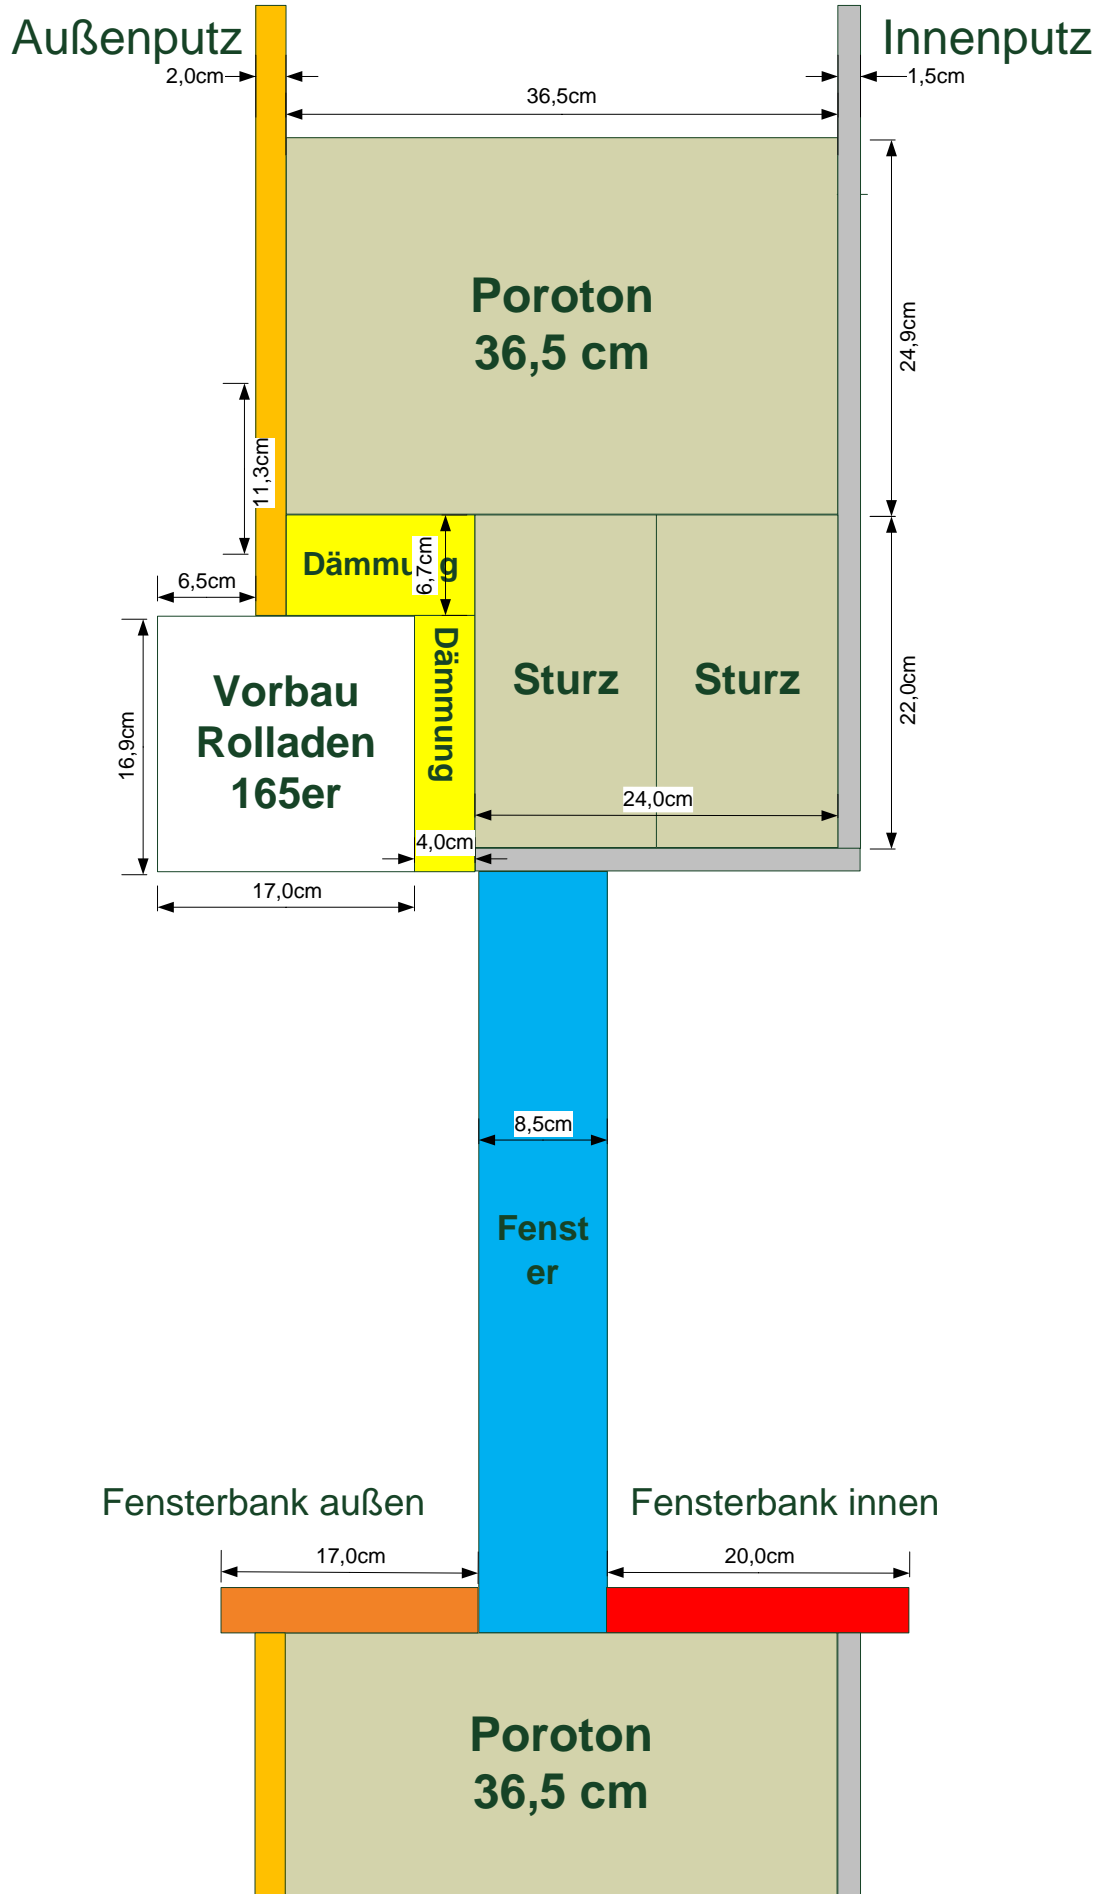 Außenputz
Innenputz
2,0cm
1,5cm
36,5cm
Poroton
36,5 cm
24,9cm
11,3cm
Dämmung
6,7cm
6,5cm
Dämmung
Vorbau
Rolladen
165er
16,9cm
Sturz
Sturz
22,0cm
24,0cm
4,0cm
17,0cm
8,5cm
Fenst
er
Fensterbank außen
Fensterbank innen
17,0cm
20,0cm
Poroton
36,5 cm